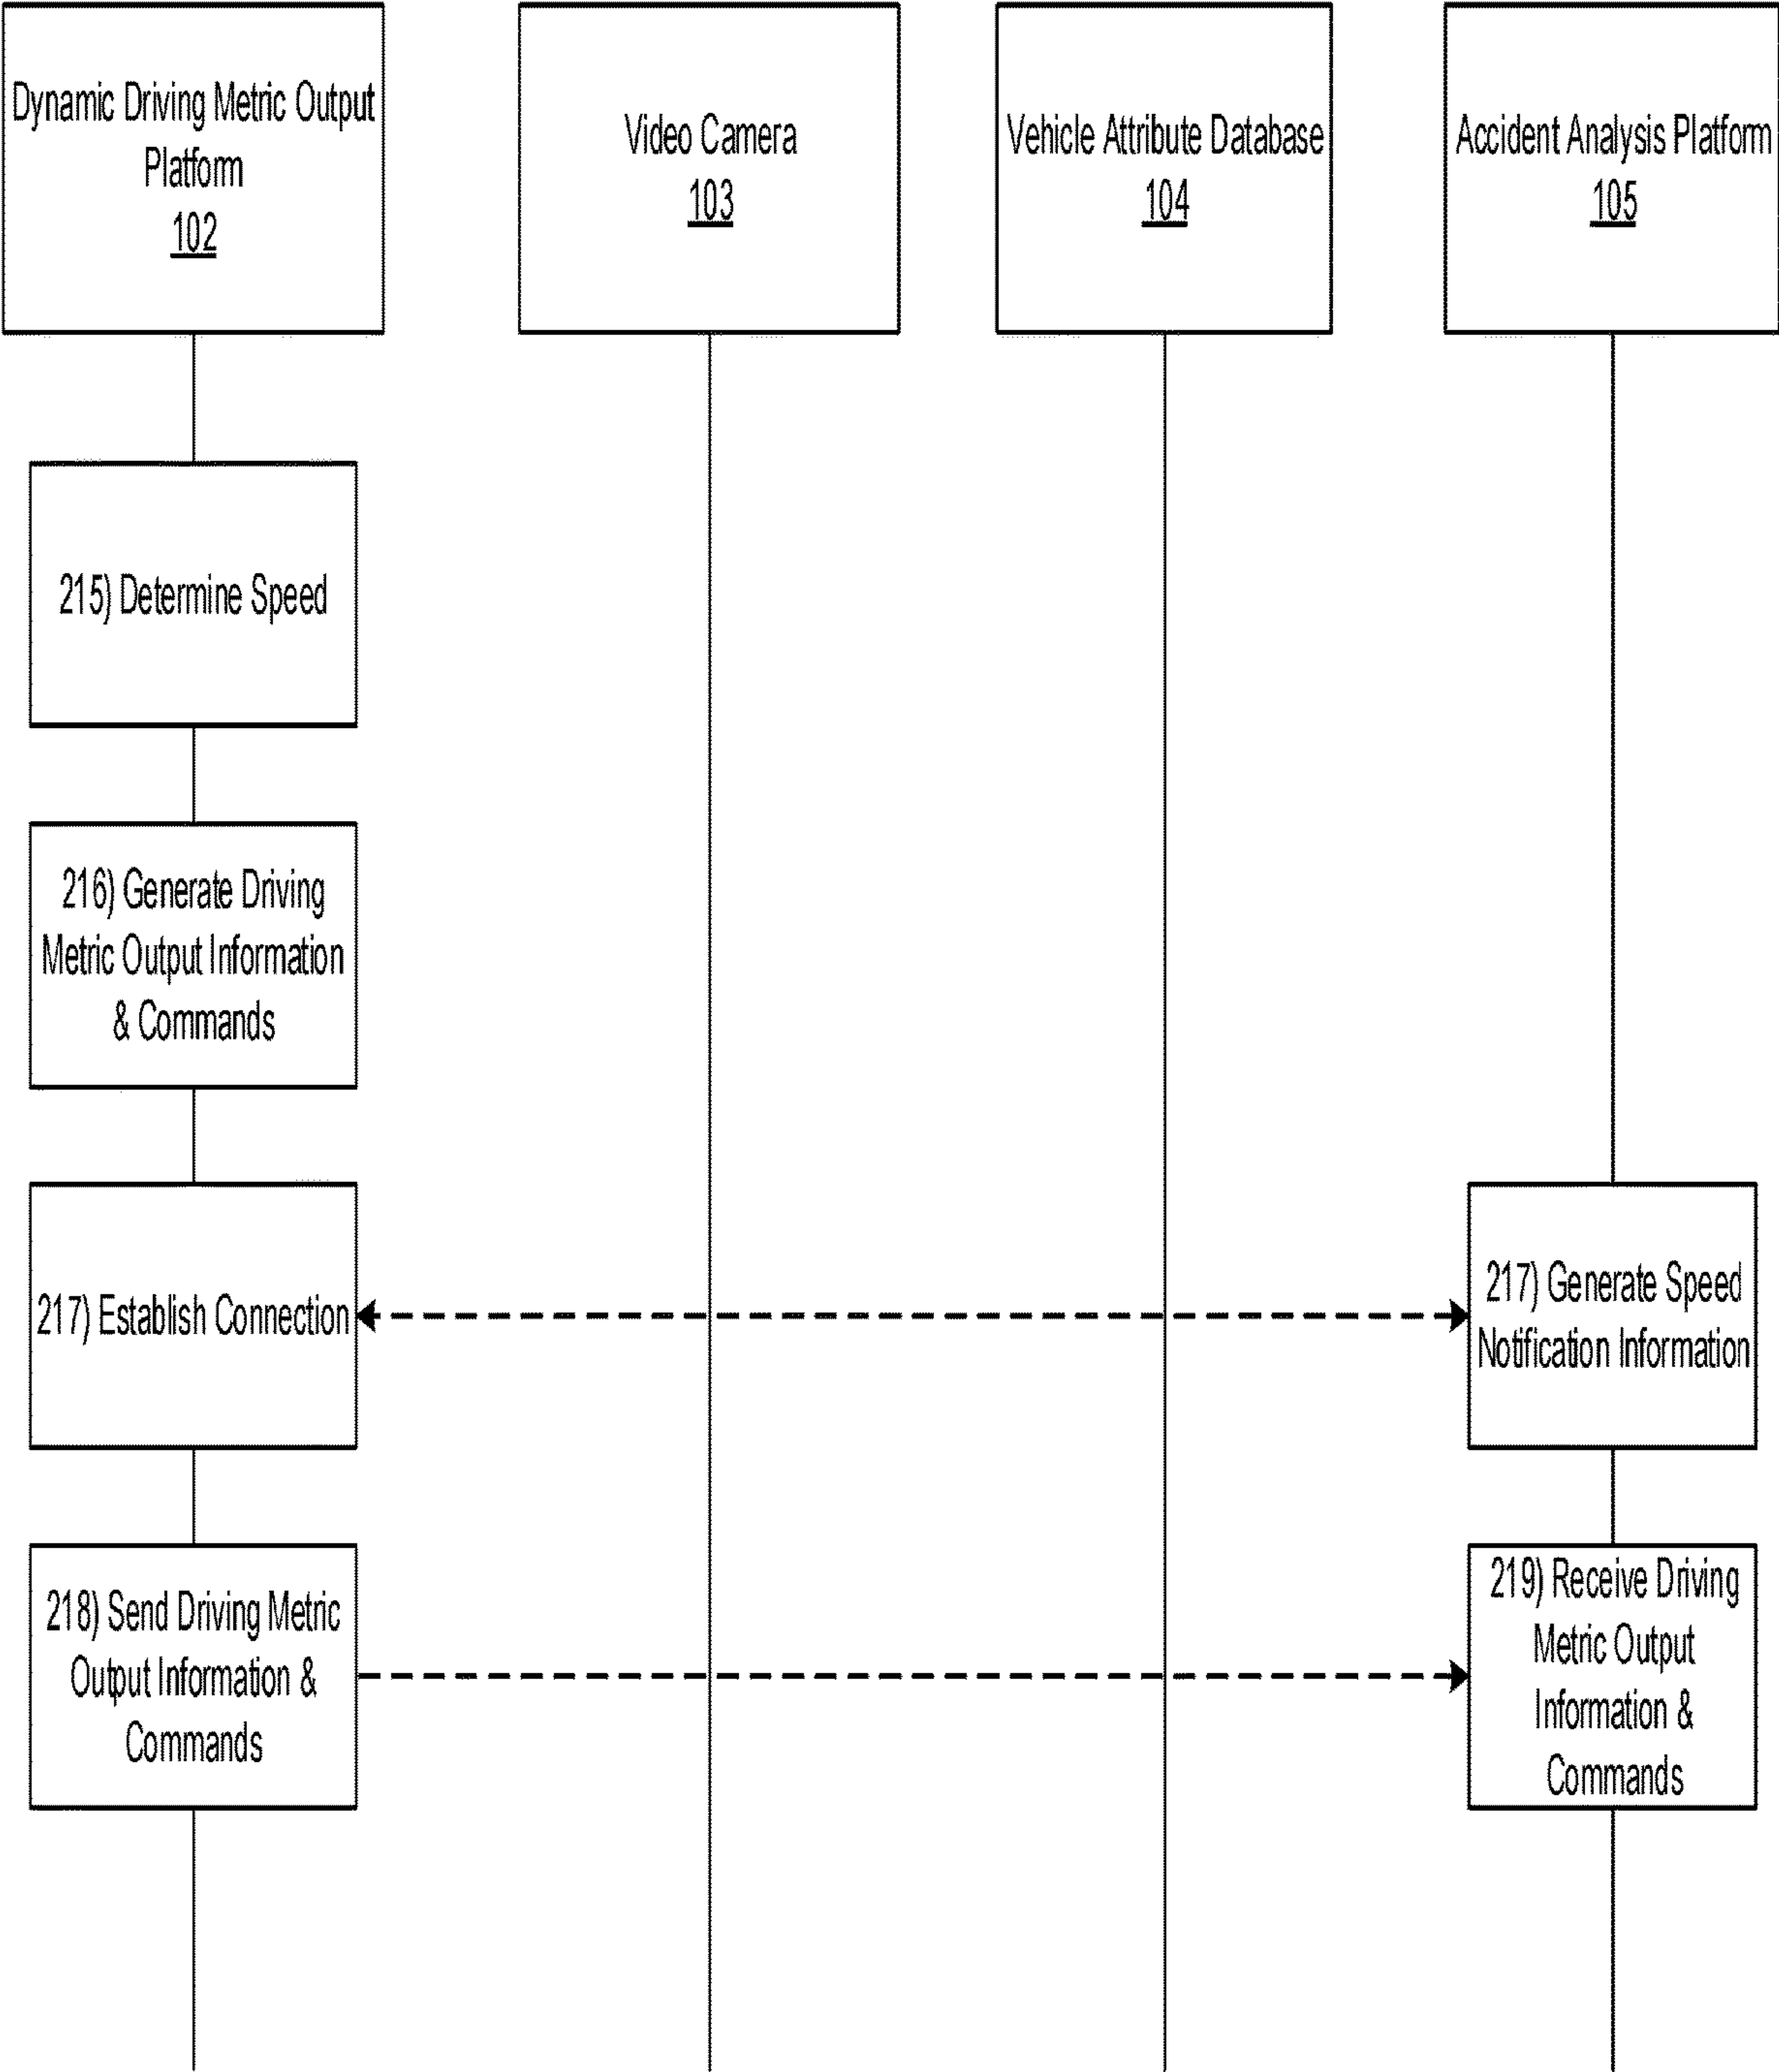 Dynamic Driving Metric Output
Platform
102
Video Camera
103
Vehicle Attribute Database
104
Accident Analysis Platform
105
215) Determine Speed
216) Generate Driving
Metric Output Information
& Commands
217) Establish Connection
217) Generate Speed
Notification Information
218) Send Driving Metric
Output Information &
Commands
219) Receive Driving
Metric Output
Information &
Commands